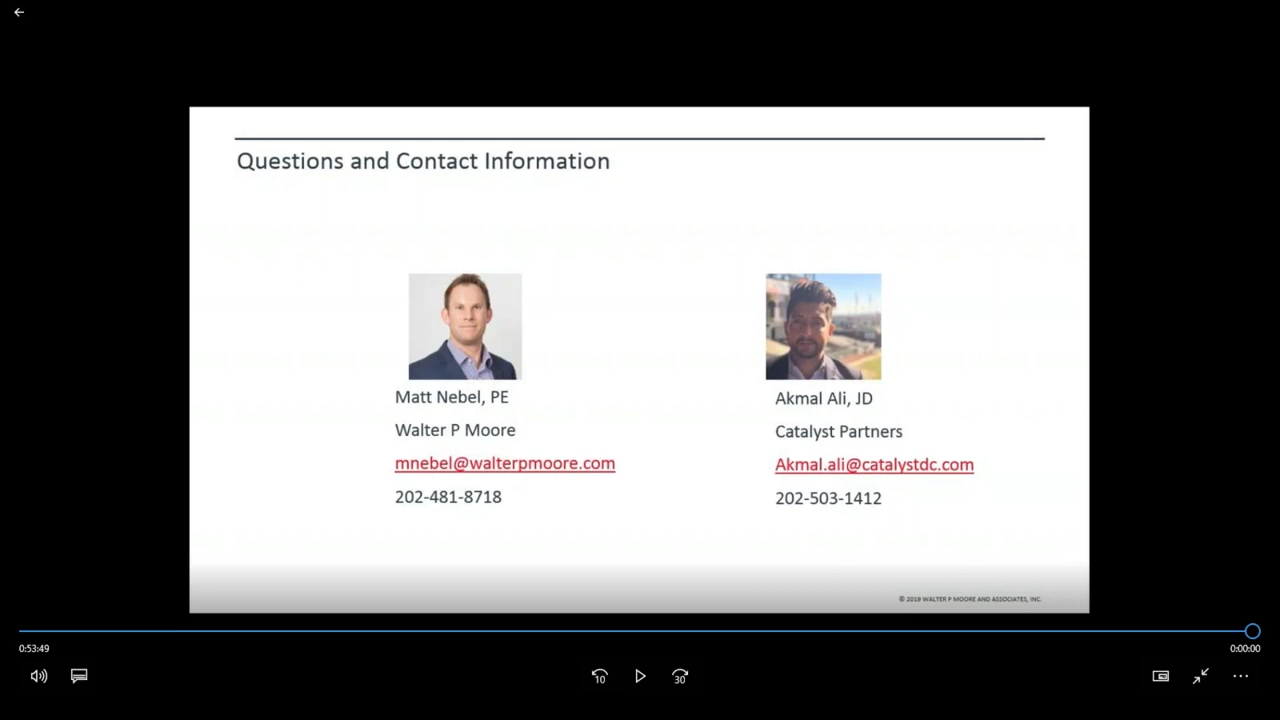 Questions and Contact Information
Matt Nebel, PE
Walter P Moore
mnebel@walterpmoore.com
202-481-8718
Akmal Ali, JD
Catalyst Partners
Akmal.ali@catalystdc.com
202-503-1412
© 2019 WALTER P MOORE AND ASSOCIATES, INC.
0:53:49
0:00:00
10
30